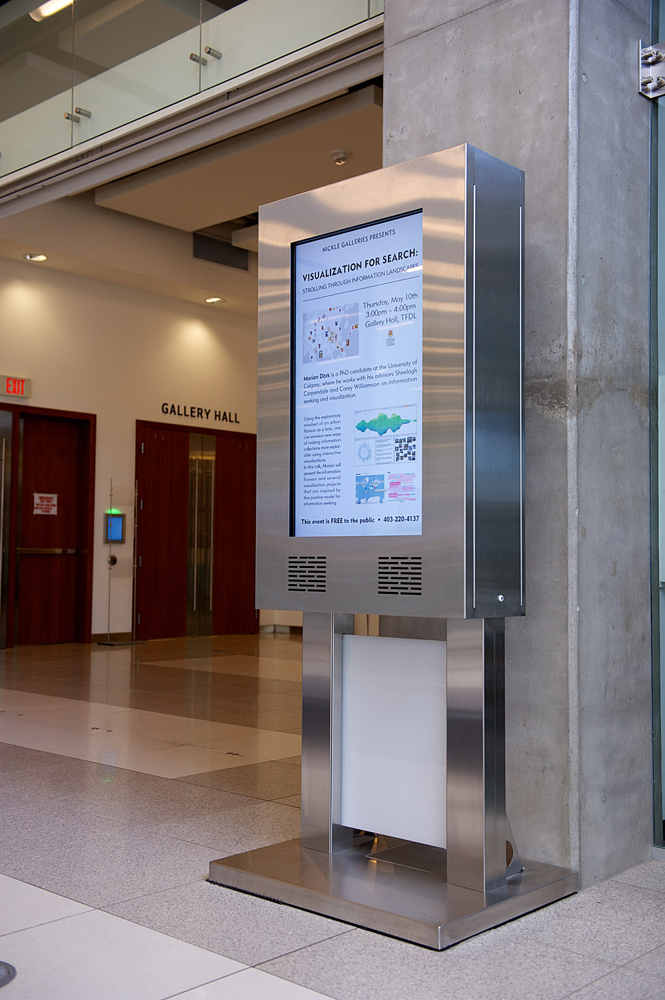 NICKLE GALLERIES PRESENTS
VISUALIZATION FOR SEARCH:
STROLLING THROUGH INFORMATION LANDSCAPES
Thursday, May 10th
3:00pm – 4:00pm
Gallery Hall, TFDL
Marian Dörk is a PhD candidate at the University of
Calgary, where he works with his advisors Sheelagh
Carpendale and Carey Williamson on information
seeking and visualization.
Using the exploratory
mindset of an urban
flaneur as a lens, one
can envision new ways
of making information
collections more explor-
able using interactive
visualizations.
In this talk, Marian will
present the information
flaneur and several
visualization projects
that are inspired by
this positive model for
information seeking.
This event is FREE to the public • 403-220-4137
EXIT
GALLERY HALL
EMERGENCY
EXIT ONLY